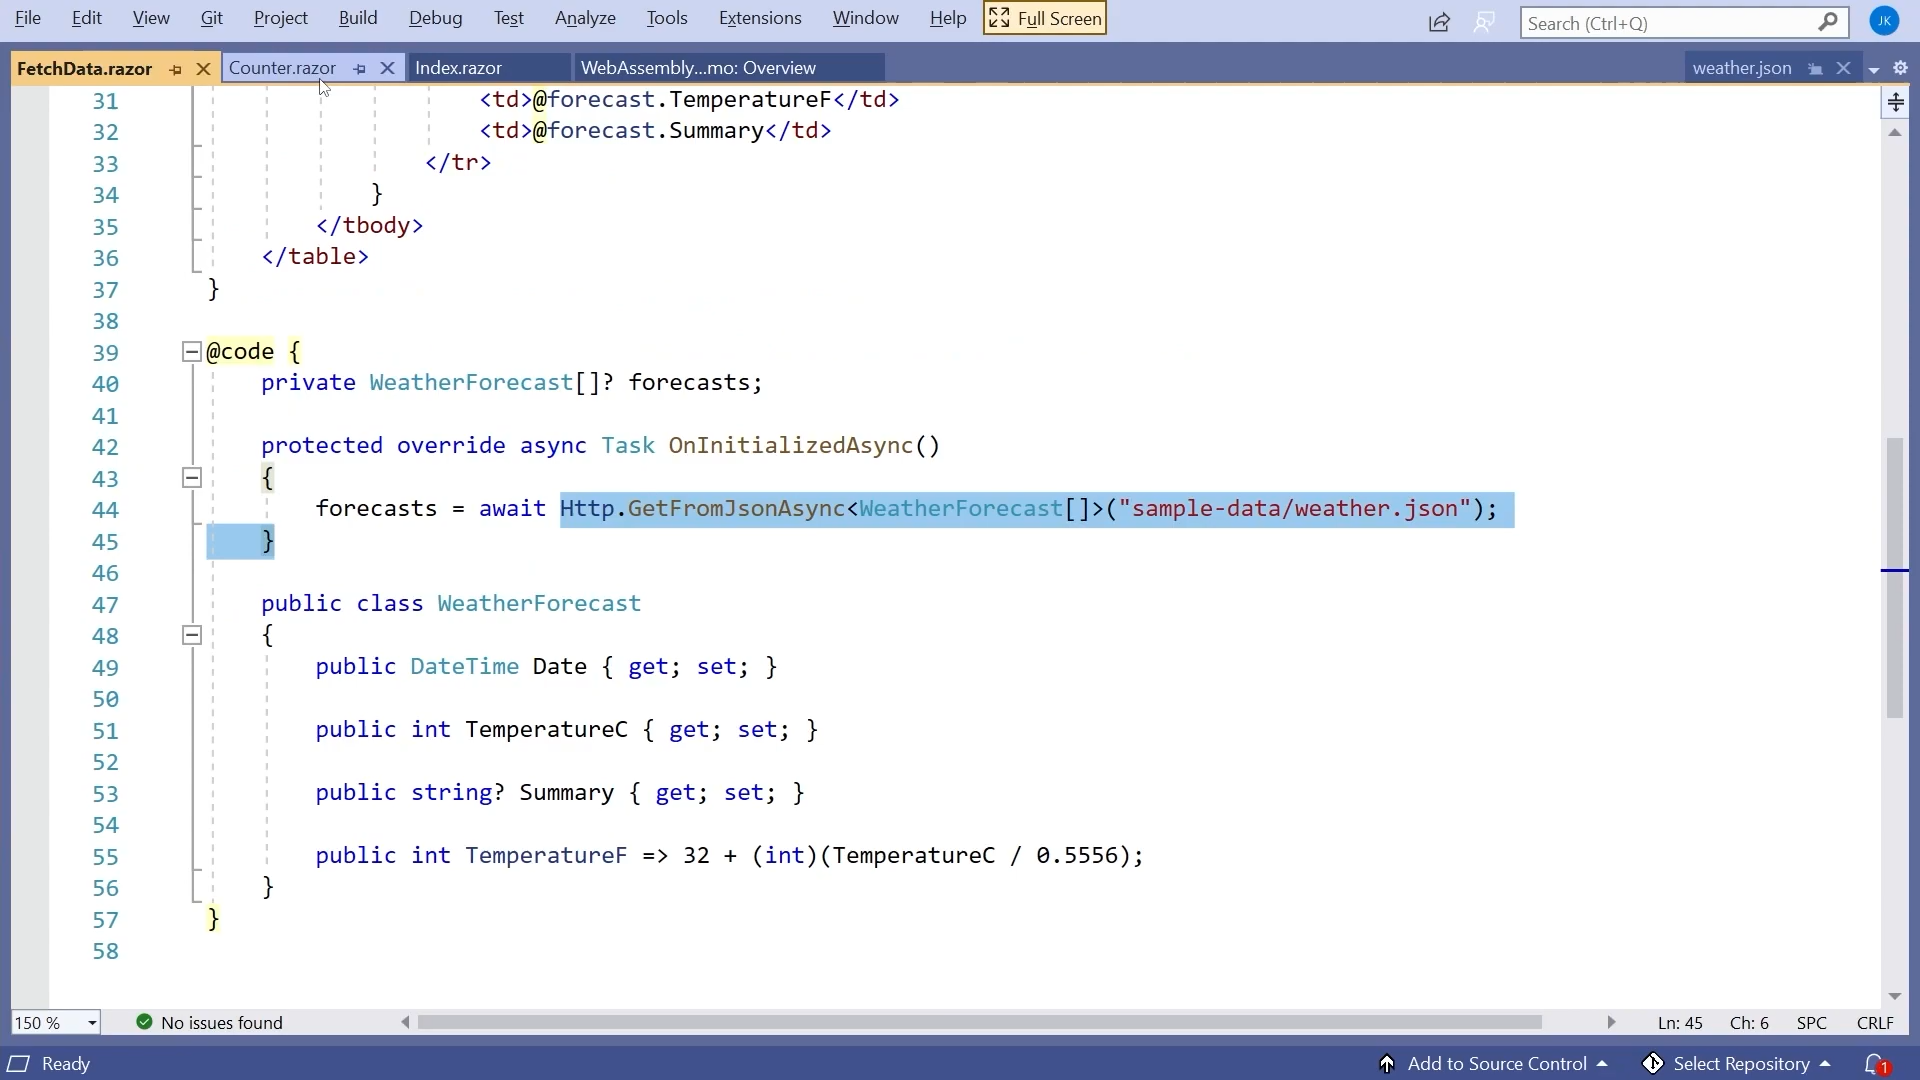 File Edit View Git Project Build Debug Test Analyze Tools Extensions Window Help Full Screen Search (Ctrl+Q) JK
FetchData.razor Counter.razor Index.razor WebAssembly...mo: Overview weather.json
31 <td>@forecast.TemperatureF</td>
32 <td>@forecast.Summary</td>
33 </tr>
34 }
35 </tbody>
36 </table>
37 }
38
39 @code {
40 private WeatherForecast[]? forecasts;
41
42 protected override async Task OnInitializedAsync()
43 {
44 forecasts = await Http.GetFromJsonAsync<WeatherForecast[]>("sample-data/weather.json");
45 }
46
47 public class WeatherForecast
48 {
49 public DateTime Date { get; set; }
50
51 public int TemperatureC { get; set; }
52
53 public string? Summary { get; set; }
54
55 public int TemperatureF => 32 + (int)(TemperatureC / 0.5556);
56 }
57 }
58
150 % No issues found Ln: 45 Ch: 6 SPC CRLF
Ready Add to Source Control Select Repository 1